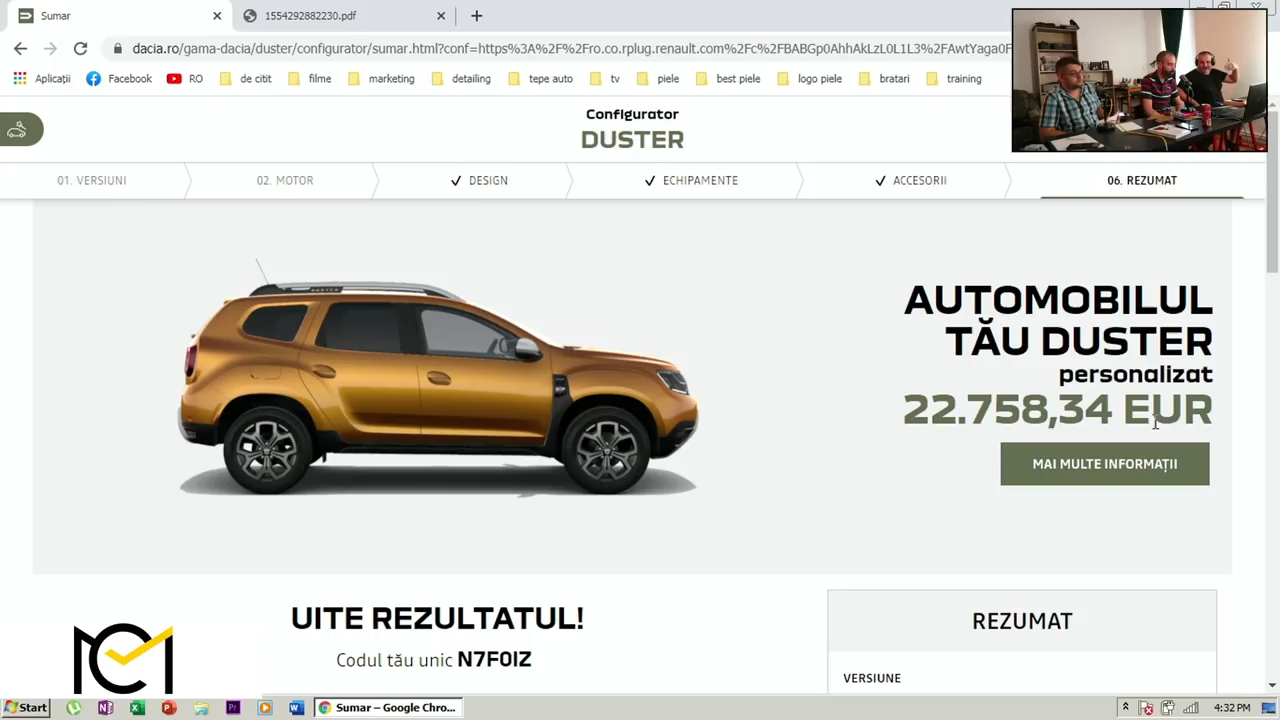 Sumar
1554292882230.pdf
dacia.ro/gama-dacia/duster/configurator/sumar.html?conf=https%3A%2F%2Fro.co.rplug.renault.com%2Fc%2FBABGp0AhhAkLzL0L1L3%2FAwtYaga0F
Aplicații
Facebook
RO
de citit
filme
marketing
detailing
tepe auto
tv
piele
best piele
logo piele
bratari
training
Configurator
DUSTER
01. VERSIUNI
02. MOTOR
DESIGN
ECHIPAMENTE
ACCESORII
06. REZUMAT
AUTOMOBILUL
TĂU DUSTER
personalizat
22.758,34 EUR
MAI MULTE INFORMAȚII
UITE REZULTATUL!
Codul tău unic N7F0IZ
REZUMAT
VERSIUNE
Start
Sumar – Google Chro...
4:32 PM